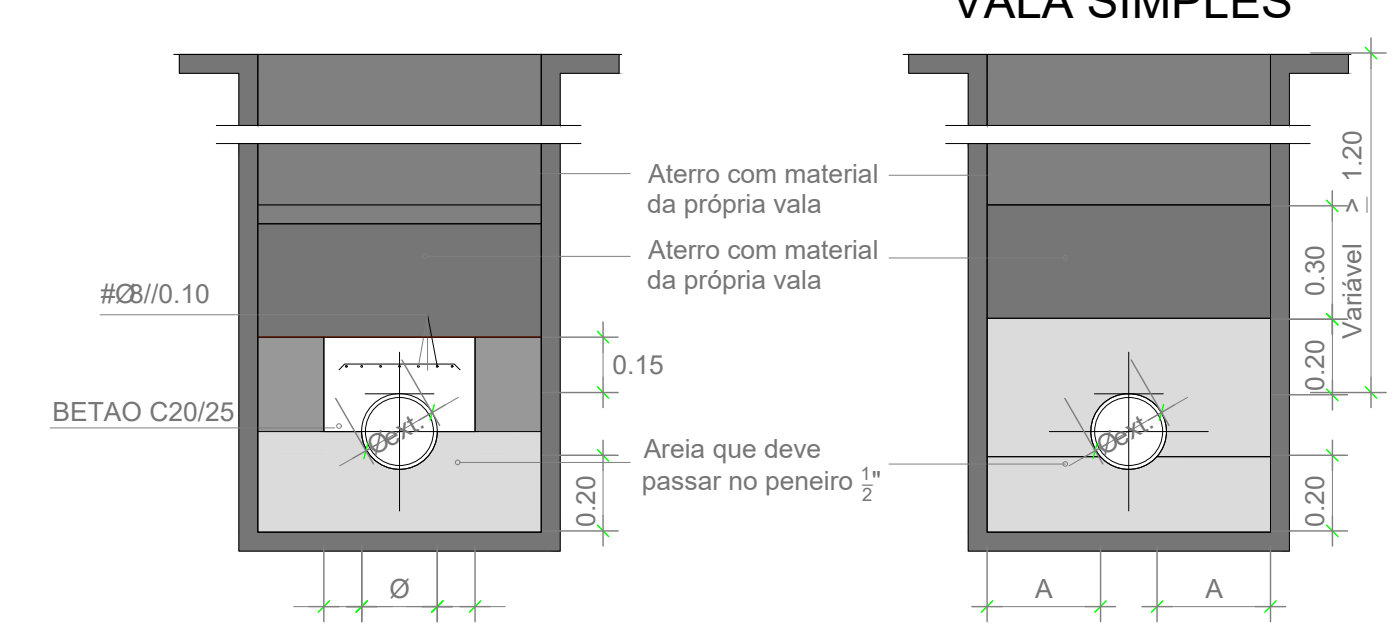 VALA SIMPLES
Aterro com material
da própria vala
Aterro com material
da própria vala
#Ø8//0.10
BETAO C20/25
0.15
Øext.
0.20
Ø
Areia que deve
passar no peneiro 1/2"
Variável ≥ 1.20
0.30
0.20
Øext.
0.20
A
A